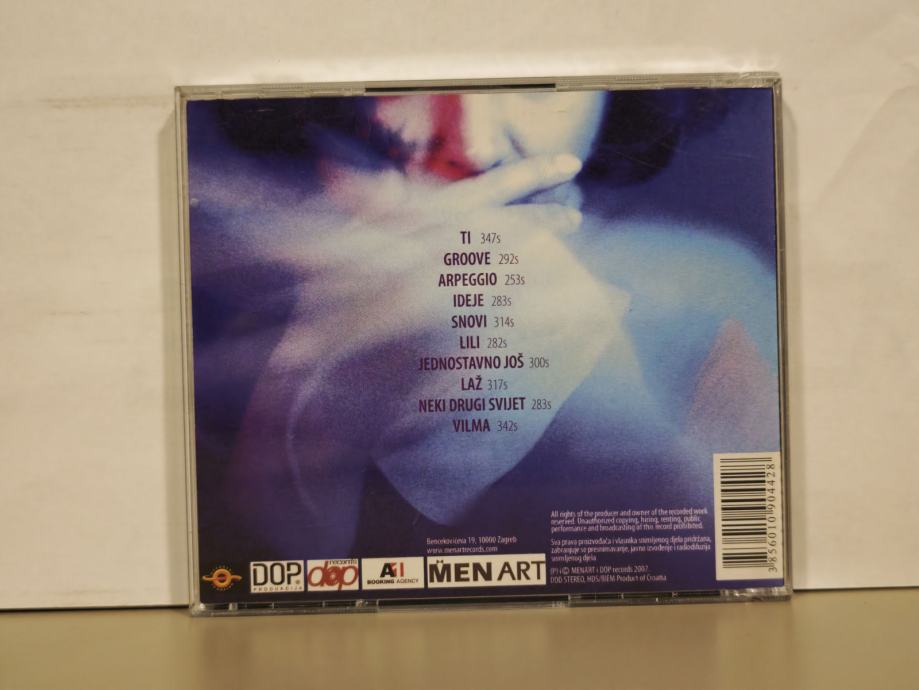 TI 347s
GROOVE 292s
ARPEGGIO 253s
IDEJE 283s
SNOVI 314s
LILI 282s
JEDNOSTAVNO JOŠ 300s
LAŽ 317s
NEKI DRUGI SVIJET 283s
VILMA 342s
All rights of the producer and owner of the recorded work
reserved. Unauthorized copying, hiring, renting, public
performance and broadcasting of this record prohibited.
Sva prava proizvođača i vlasnika snimljenog djela pridržana,
zabranjuje se presnimavanje, javno izvođenje i radiodifuzija
snimljenog djela
(P) i © MENART i DOP records 2007.
DDD STEREO, HDS/BIEM Product of Croatia
Bencekovićeva 19, 10000 Zagreb
www.menartrecords.com
DOP.
PRODUKCIJA
records
dop
BOOKING AGENCY
MENART
3 856010 904428